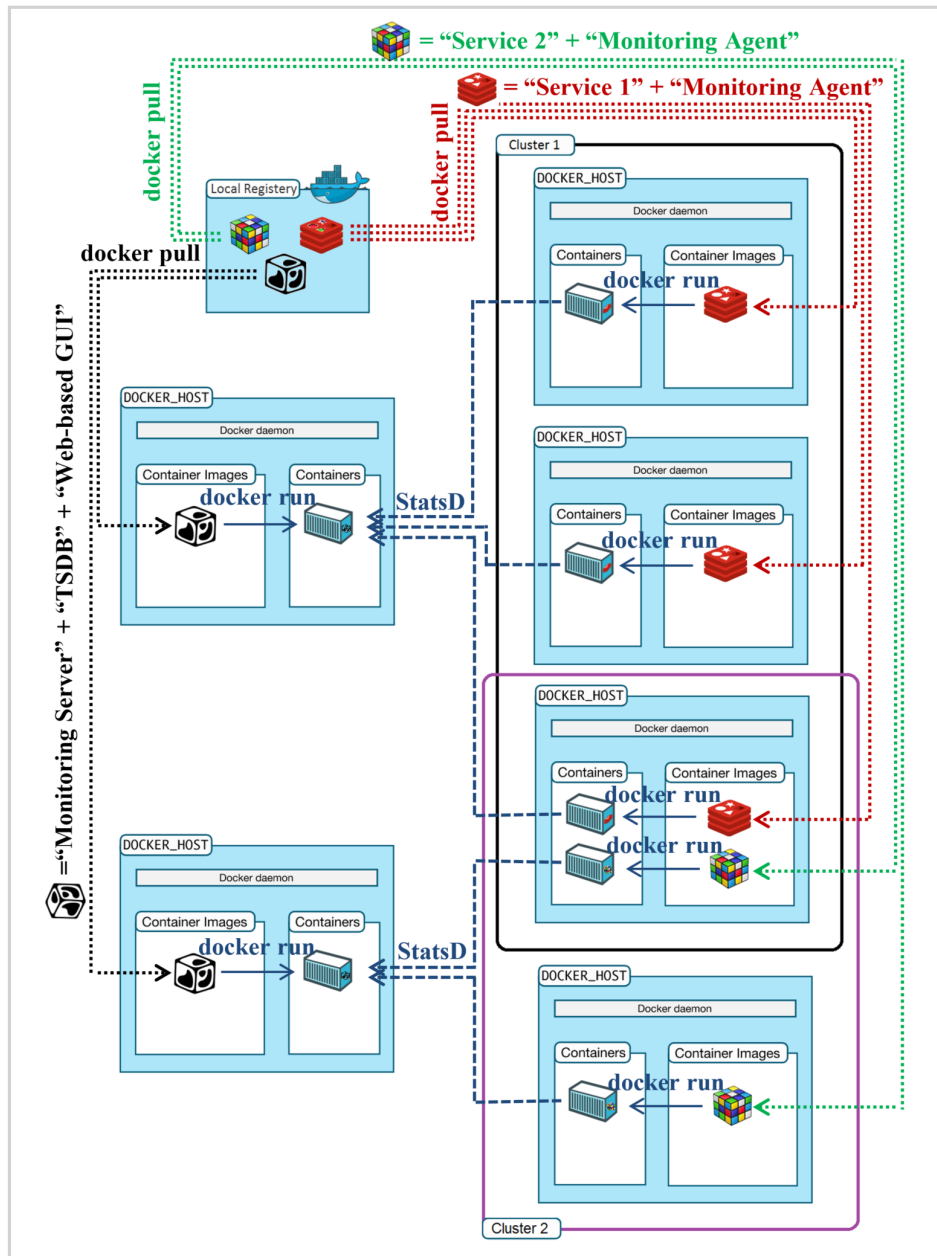 = “Service 2” + “Monitoring Agent”
= “Service 1” + “Monitoring Agent”
docker pull
docker pull
Local Registery
docker pull
=“Monitoring Server” + “TSDB” + “Web-based GUI”
Cluster 1
DOCKER_HOST
Docker daemon
Containers
Container Images
docker run
DOCKER_HOST
Docker daemon
Container Images
Containers
docker run
StatsD
DOCKER_HOST
Docker daemon
Containers
Container Images
docker run
DOCKER_HOST
Docker daemon
Containers
Container Images
docker run
docker run
DOCKER_HOST
Docker daemon
Container Images
Containers
docker run
StatsD
DOCKER_HOST
Docker daemon
Containers
Container Images
docker run
Cluster 2